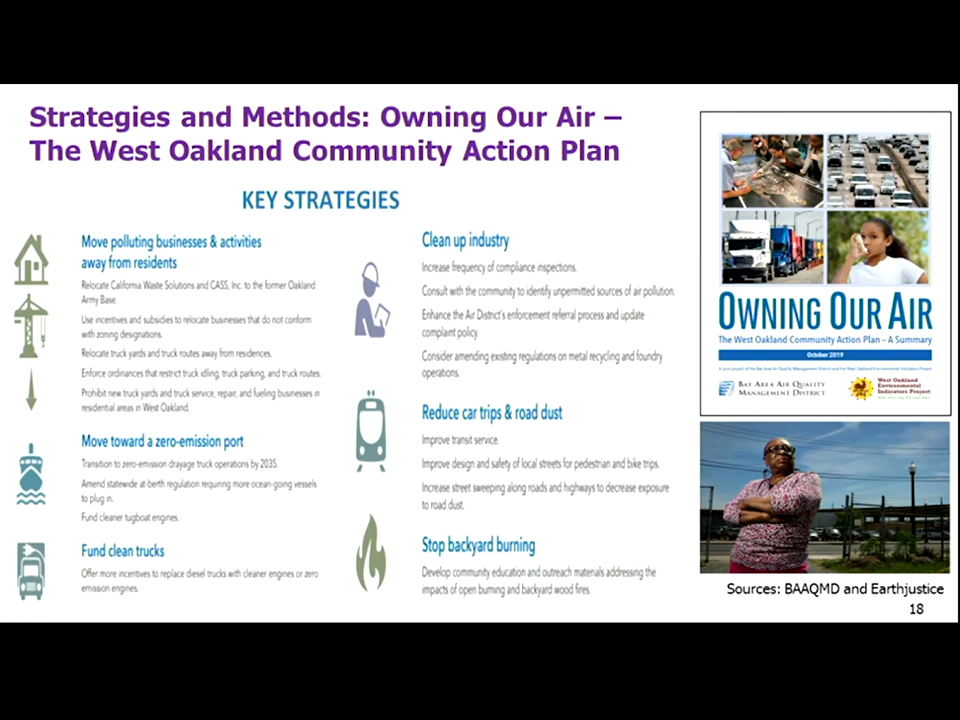 Strategies and Methods: Owning Our Air –
The West Oakland Community Action Plan
KEY STRATEGIES
Move polluting businesses & activities
away from residents
Relocate California Waste Solutions and CASS, Inc. to the former Oakland
Army Base.
Use incentives and subsidies to relocate businesses that do not conform
with zoning designations.
Relocate truck yards and truck routes away from residences.
Enforce ordinances that restrict truck idling, truck parking, and truck routes.
Prohibit new truck yards and truck service, repair, and fueling businesses in
residential areas in West Oakland.
Move toward a zero-emission port
Transition to zero-emission drayage truck operations by 2035.
Amend statewide at berth regulation requiring more ocean-going vessels
to plug in.
Fund cleaner tugboat engines.
Fund clean trucks
Offer more incentives to replace diesel trucks with cleaner engines or zero
emission engines.
Clean up industry
Increase frequency of compliance inspections.
Consult with the community to identify unpermitted sources of air pollution.
Enhance the Air District's enforcement referral process and update
complaint policy.
Consider amending existing regulations on metal recycling and foundry
operations.
Reduce car trips & road dust
Improve transit service.
Improve design and safety of local streets for pedestrian and bike trips.
Increase street sweeping along roads and highways to decrease exposure
to road dust.
Stop backyard burning
Develop community education and outreach materials addressing the
impacts of open burning and backyard wood fires.
OWNING OUR AIR
The West Oakland Community Action Plan – A Summary
October 2019
A joint project of the Bay Area Air Quality Management District and the West Oakland Environmental Indicators Project
BAY AREA AIR QUALITY
MANAGEMENT DISTRICT
West Oakland
Environmental
Indicators Project
Sources: BAAQMD and Earthjustice
18